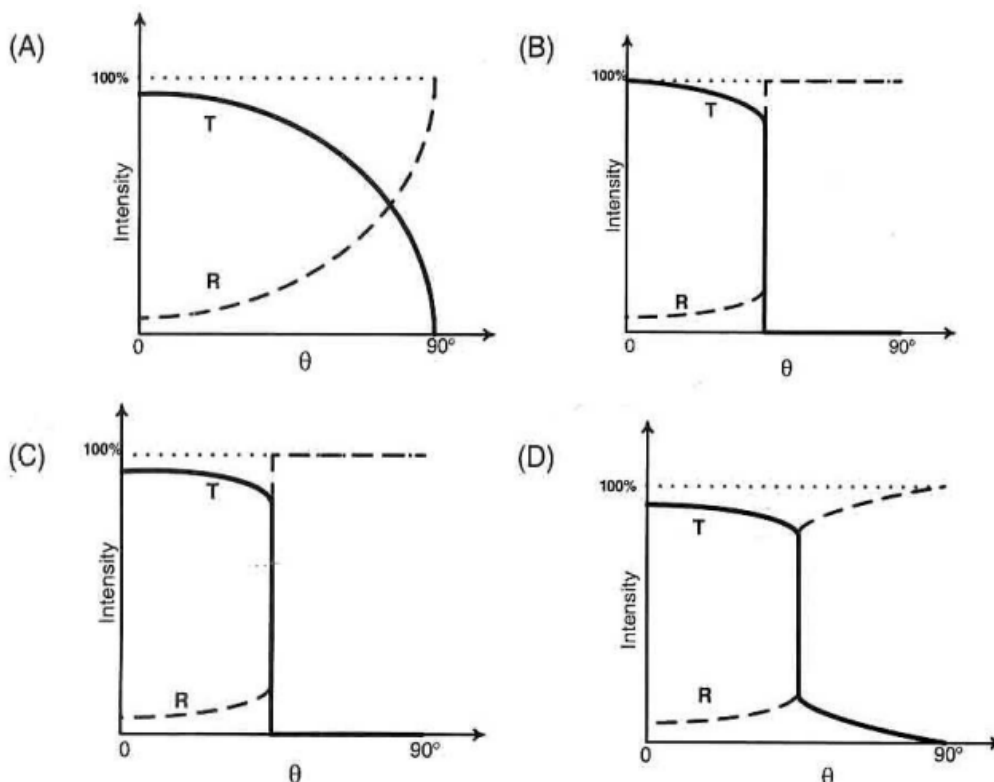 (A)
100%
T
Intensity
R
0
90°
θ
(B)
100%
T
Intensity
R
0
90°
θ
(C)
100%
T
Intensity
R
0
90°
θ
(D)
100%
T
Intensity
R
0
90°
θ